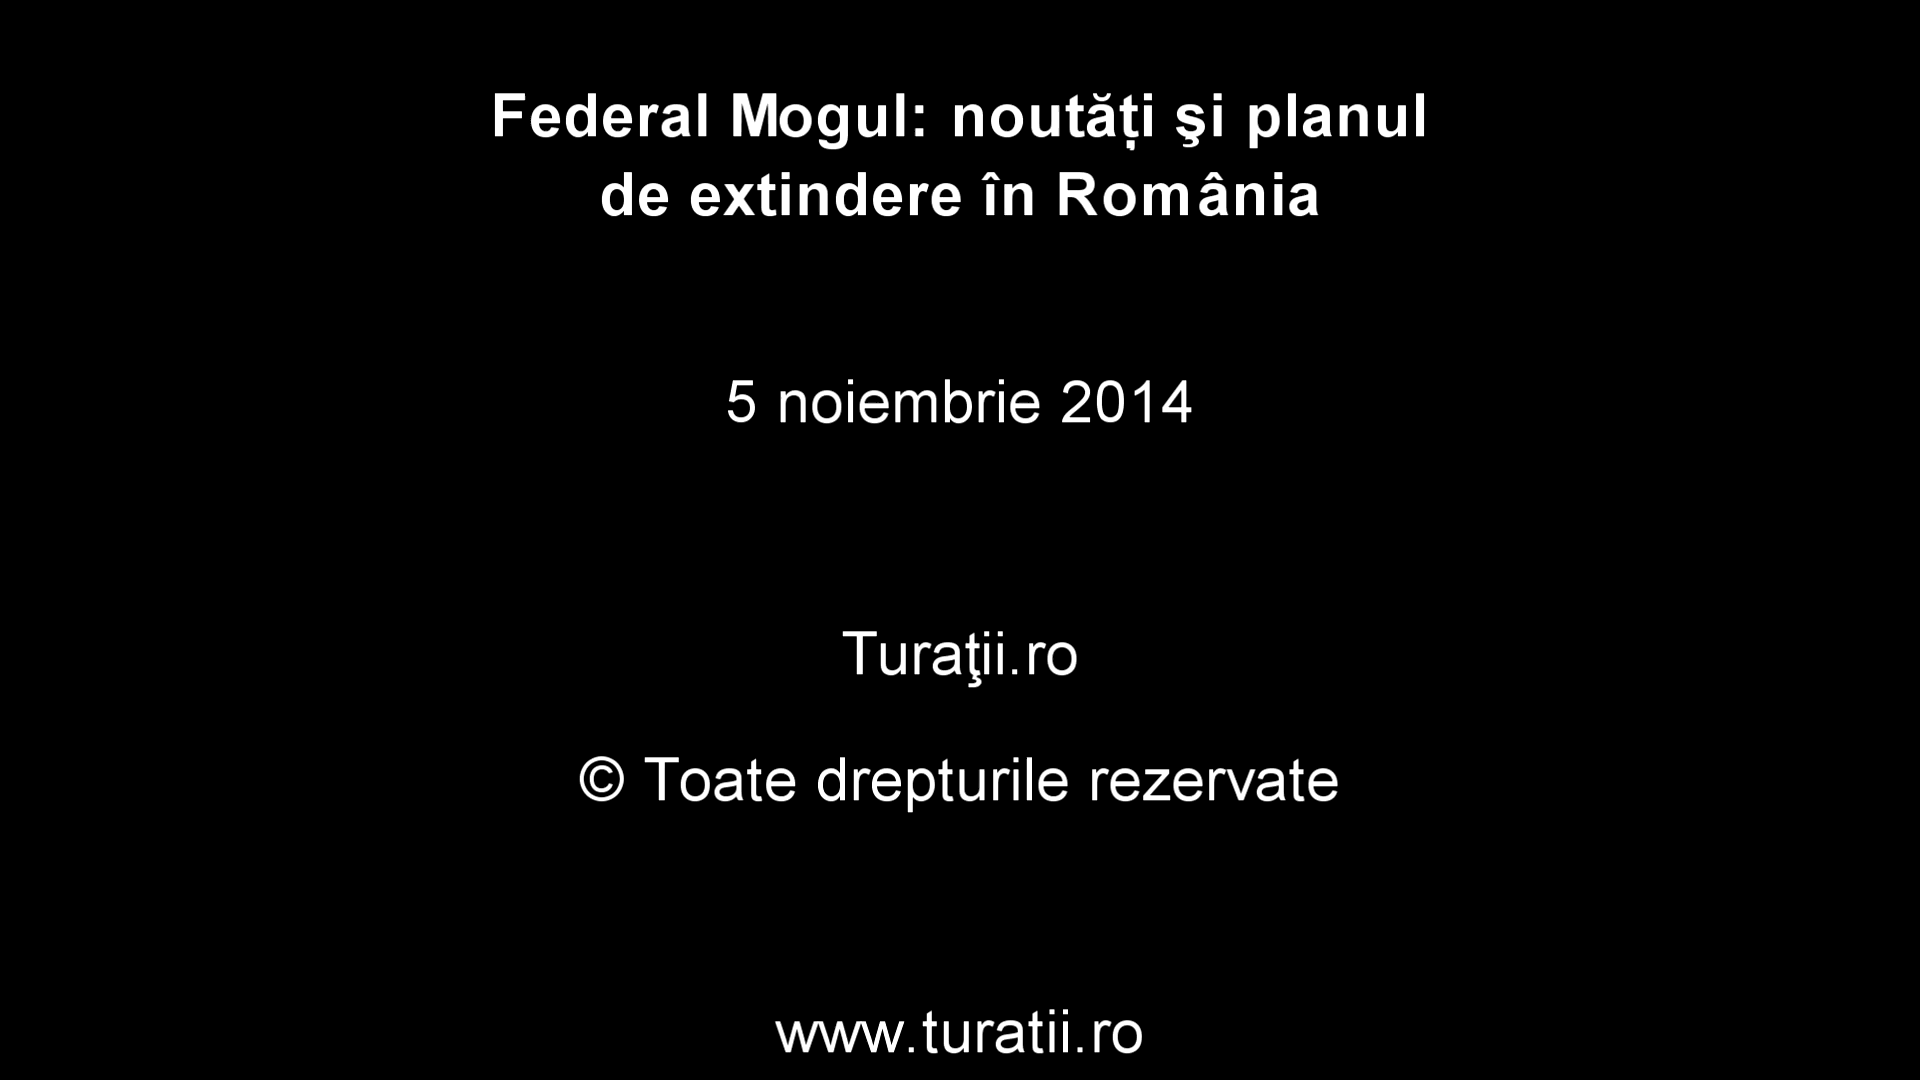 Federal Mogul: noutăți şi planul
de extindere în România
5 noiembrie 2014
Turaţii.ro
© Toate drepturile rezervate
www.turatii.ro